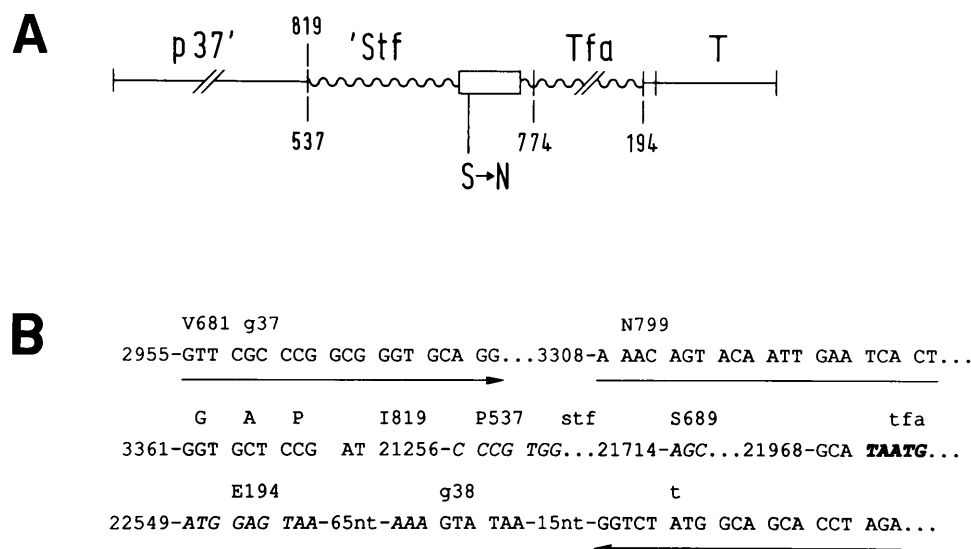 A
819
p37' 'Stf Tfa T
537 774 194
S→N
B
V681 g37 N799
2955-GTT CGC CCG GCG GGT GCA GG...3308-A AAC AGT ACA ATT GAA TCA CT...
G A P I819 P537 stf S689 tfa
3361-GGT GCT CCG AT 21256-C CCG TGG...21714-AGC...21968-GCA TAATG...
E194 g38 t
22549-ATG GAG TAA-65nt-AAA GTA TAA-15nt-GGTCT ATG GCA GCA CCT AGA...